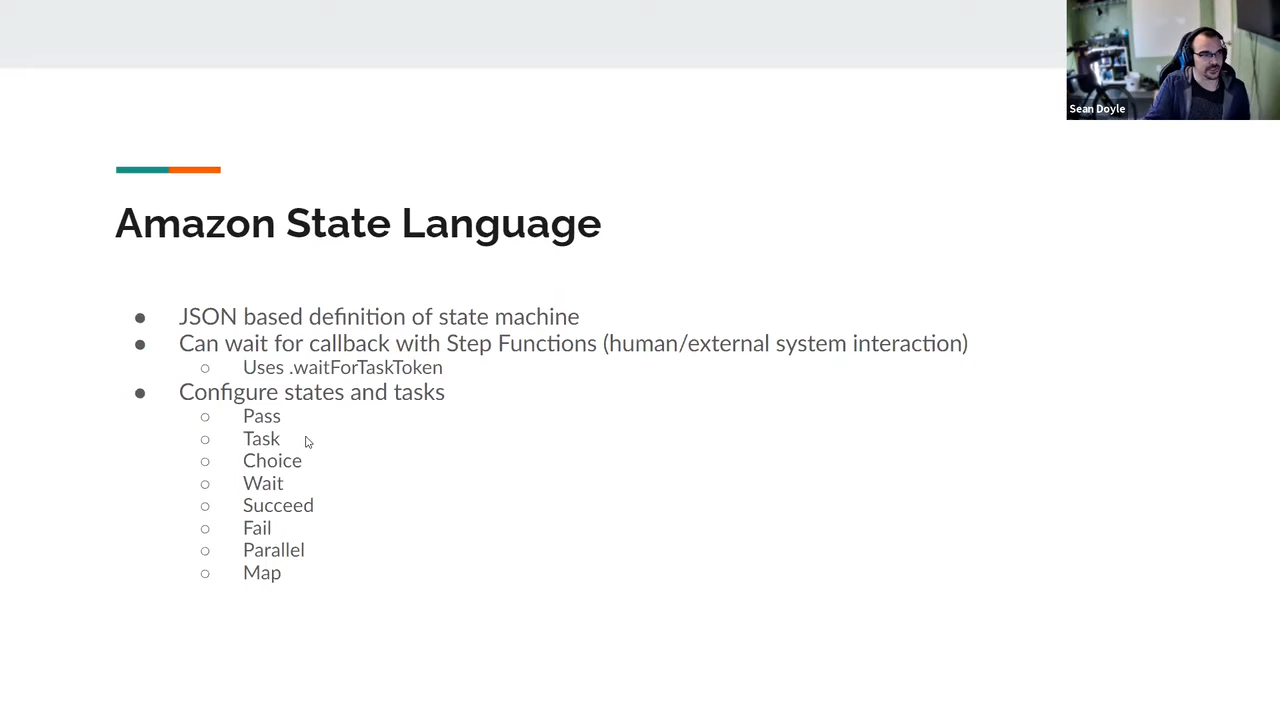 Sean Doyle
Amazon State Language
● JSON based definition of state machine
● Can wait for callback with Step Functions (human/external system interaction)
○ Uses .waitForTaskToken
● Configure states and tasks
○ Pass
○ Task
○ Choice
○ Wait
○ Succeed
○ Fail
○ Parallel
○ Map